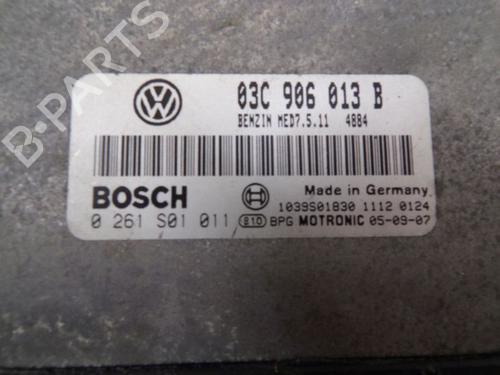 B-PARTS
03C 906 013 B
BENZIN MED7.5.11 4884
BOSCH
Made in Germany
1039S01830 1112 0124
0 261 S01 011 e10 BPG MOTRONIC 05-09-07